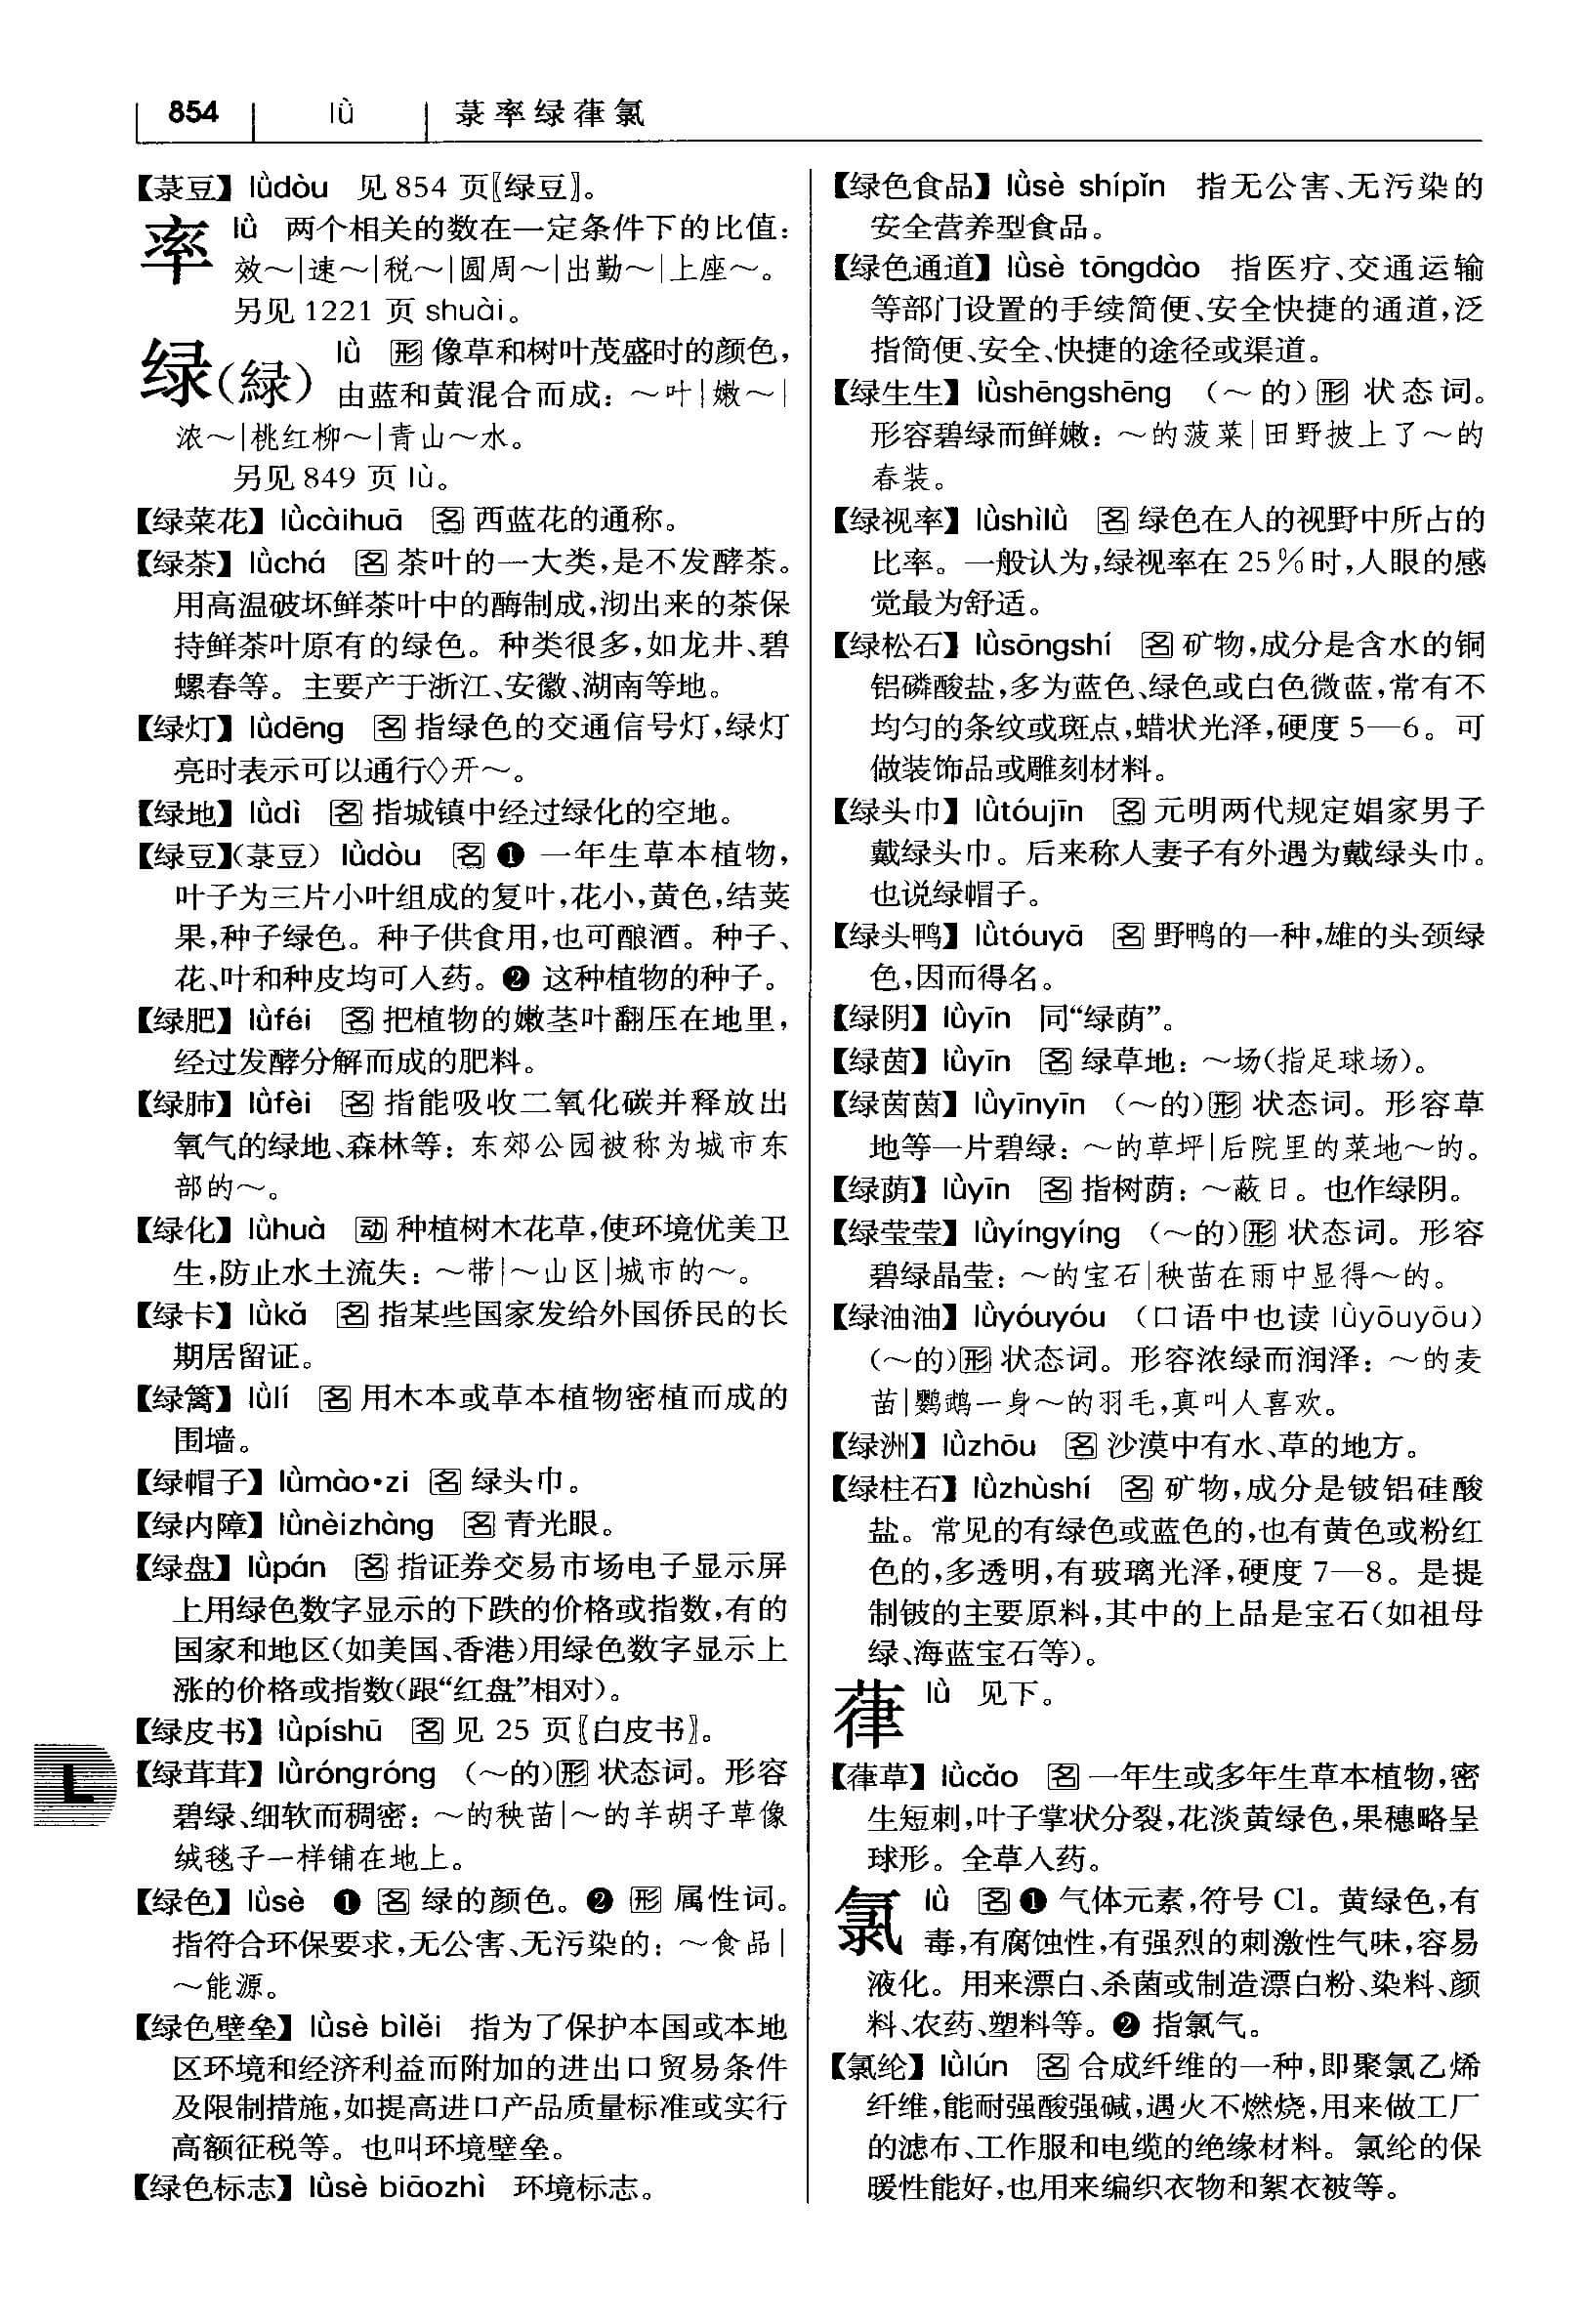 854 lǜ 菉率绿葎氯
【菉豆】 lǜdòu 见 854 页〖绿豆〗。
率 lǜ 两个相关的数在一定条件下的比值：
效～|速～|税～|圆周～|出勤～|上座～。
另见 1221 页 shuài。
绿(綠) lǜ 形 像草和树叶茂盛时的颜色，
由蓝和黄混合而成：～叶|嫩～|
浓～|桃红柳～|青山～水。
另见 849 页 lù。
【绿菜花】 lǜcàihuā 名 西蓝花的通称。
【绿茶】 lǜchá 名 茶叶的一大类，是不发酵茶。
用高温破坏鲜茶叶中的酶制成，沏出来的茶保
持鲜茶叶原有的绿色。种类很多，如龙井、碧
螺春等。主要产于浙江、安徽、湖南等地。
【绿灯】 lǜdēng 名 指绿色的交通信号灯，绿灯
亮时表示可以通行◇开～。
【绿地】 lǜdì 名 指城镇中经过绿化的空地。
【绿豆】(菉豆) lǜdòu 名 ❶ 一年生草本植物，
叶子为三片小叶组成的复叶，花小，黄色，结荚
果，种子绿色。种子供食用，也可酿酒。种子、
花、叶和种皮均可入药。❷ 这种植物的种子。
【绿肥】 lǜféi 名 把植物的嫩茎叶翻压在地里，
经过发酵分解而成的肥料。
【绿肺】 lǜfèi 名 指能吸收二氧化碳并释放出
氧气的绿地、森林等：东郊公园被称为城市东
部的～。
【绿化】 lǜhuà 动 种植树木花草，使环境优美卫
生，防止水土流失：～带|～山区|城市的～。
【绿卡】 lǜkǎ 名 指某些国家发给外国侨民的长
期居留证。
【绿篱】 lǜlí 名 用木本或草本植物密植而成的
围墙。
【绿帽子】 lǜmào·zi 名 绿头巾。
【绿内障】 lǜnèizhàng 名 青光眼。
【绿盘】 lǜpán 名 指证券交易市场电子显示屏
上用绿色数字显示的下跌的价格或指数，有的
国家和地区(如美国、香港)用绿色数字显示上
涨的价格或指数(跟“红盘”相对)。
【绿皮书】 lǜpíshū 名 见 25 页〖白皮书〗。
【绿茸茸】 lǜróngróng (～的)形 状态词。形容
碧绿、细软而稠密：～的秧苗|～的羊胡子草像
绒毯子一样铺在地上。
【绿色】 lǜsè ❶ 名 绿的颜色。❷ 形 属性词。
指符合环保要求，无公害、无污染的：～食品|
～能源。
【绿色壁垒】 lǜsè bìlěi 指为了保护本国或本地
区环境和经济利益而附加的进出口贸易条件
及限制措施，如提高进口产品质量标准或实行
高额征税等。也叫环境壁垒。
【绿色标志】 lǜsè biāozhì 环境标志。
L
【绿色食品】 lǜsè shípǐn 指无公害、无污染的
安全营养型食品。
【绿色通道】 lǜsè tōngdào 指医疗、交通运输
等部门设置的手续简便、安全快捷的通道，泛
指简便、安全、快捷的途径或渠道。
【绿生生】 lǜshēngshēng (～的)形 状态词。
形容碧绿而鲜嫩：～的菠菜|田野披上了～的
春装。
【绿视率】 lǜshìlǜ 名 绿色在人的视野中所占的
比率。一般认为，绿视率在 25％时，人眼的感
觉最为舒适。
【绿松石】 lǜsōngshí 名 矿物，成分是含水的铜
铝磷酸盐，多为蓝色、绿色或白色微蓝，常有不
均匀的条纹或斑点，蜡状光泽，硬度 5—6。可
做装饰品或雕刻材料。
【绿头巾】 lǜtóujīn 名 元明两代规定娼家男子
戴绿头巾。后来称人妻子有外遇为戴绿头巾。
也说绿帽子。
【绿头鸭】 lǜtóuyā 名 野鸭的一种，雄的头颈绿
色，因而得名。
【绿阴】 lǜyīn 同“绿荫”。
【绿茵】 lǜyīn 名 绿草地：～场(指足球场)。
【绿茵茵】 lǜyīnyīn (～的)形 状态词。形容草
地等一片碧绿：～的草坪|后院里的菜地～的。
【绿荫】 lǜyīn 名 指树荫：～蔽日。也作绿阴。
【绿莹莹】 lǜyíngyíng (～的)形 状态词。形容
碧绿晶莹：～的宝石|秧苗在雨中显得～的。
【绿油油】 lǜyóuyóu (口语中也读 lǜyōuyōu)
(～的)形 状态词。形容浓绿而润泽：～的麦
苗|鹦鹉一身～的羽毛，真叫人喜欢。
【绿洲】 lǜzhōu 名 沙漠中有水、草的地方。
【绿柱石】 lǜzhùshí 名 矿物，成分是铍铝硅酸
盐。常见的有绿色或蓝色的，也有黄色或粉红
色的，多透明，有玻璃光泽，硬度 7—8。是提
制铍的主要原料，其中的上品是宝石(如祖母
绿、海蓝宝石等)。
葎 lǜ 见下。
【葎草】 lǜcǎo 名 一年生或多年生草本植物，密
生短刺，叶子掌状分裂，花淡黄绿色，果穗略呈
球形。全草入药。
氯 lǜ 名 ❶ 气体元素，符号 Cl。黄绿色，有
毒，有腐蚀性，有强烈的刺激性气味，容易
液化。用来漂白、杀菌或制造漂白粉、染料、颜
料、农药、塑料等。❷ 指氯气。
【氯纶】 lǜlún 名 合成纤维的一种，即聚氯乙烯
纤维，能耐强酸强碱，遇火不燃烧，用来做工厂
的滤布、工作服和电缆的绝缘材料。氯纶的保
暖性能好，也用来编织衣物和絮衣被等。